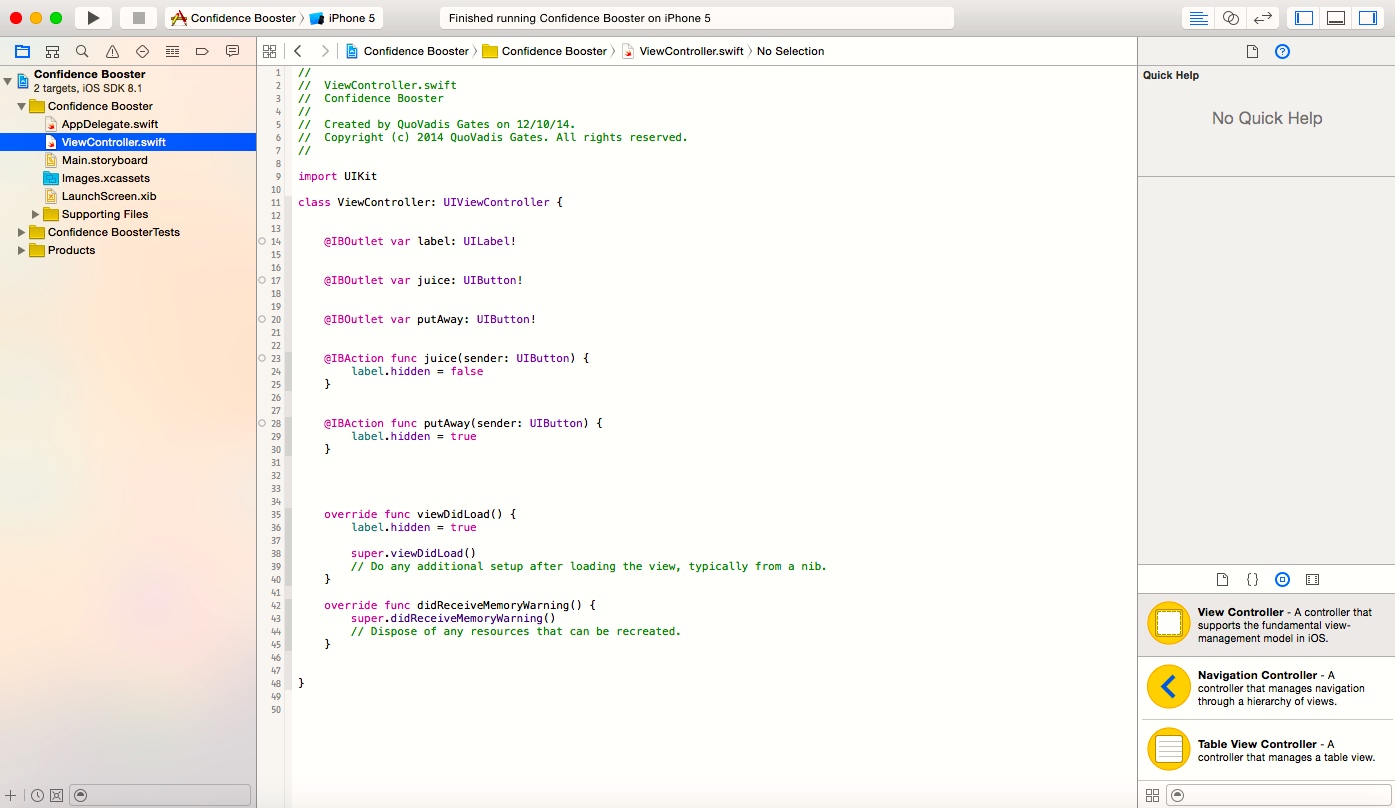 Confidence Booster
iPhone 5
Finished running Confidence Booster on iPhone 5
Confidence Booster
2 targets, iOS SDK 8.1
Confidence Booster
AppDelegate.swift
ViewController.swift
Main.storyboard
Images.xcassets
LaunchScreen.xib
Supporting Files
Confidence BoosterTests
Products
Confidence Booster
Confidence Booster
ViewController.swift
No Selection
1 //
2 //  ViewController.swift
3 //  Confidence Booster
4 //
5 //  Created by QuoVadis Gates on 12/10/14.
6 //  Copyright (c) 2014 QuoVadis Gates. All rights reserved.
7 //
8
9 import UIKit
10
11 class ViewController: UIViewController {
12
13
14     @IBOutlet var label: UILabel!
15
16
17     @IBOutlet var juice: UIButton!
18
19
20     @IBOutlet var putAway: UIButton!
21
22
23     @IBAction func juice(sender: UIButton) {
24         label.hidden = false
25     }
26
27
28     @IBAction func putAway(sender: UIButton) {
29         label.hidden = true
30     }
31
32
33
34
35     override func viewDidLoad() {
36         label.hidden = true
37
38         super.viewDidLoad()
39         // Do any additional setup after loading the view, typically from a nib.
40     }
41
42     override func didReceiveMemoryWarning() {
43         super.didReceiveMemoryWarning()
44         // Dispose of any resources that can be recreated.
45     }
46
47
48 }
49
50
Quick Help
No Quick Help
{}
View Controller - A controller that
supports the fundamental view-
management model in iOS.
Navigation Controller - A
controller that manages navigation
through a hierarchy of views.
Table View Controller - A
controller that manages a table view.